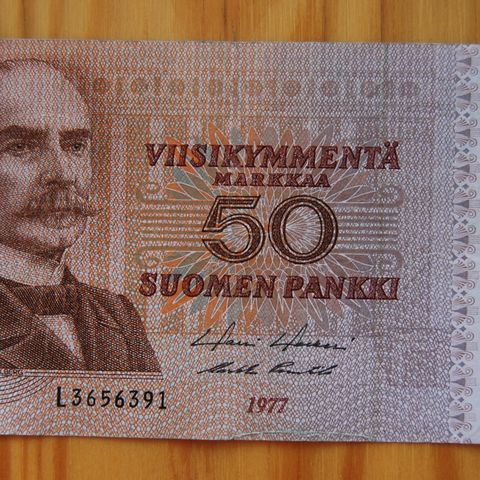 VIISIKYMMENTÄ
MARKKAA
50
SUOMEN PANKKI
L3656391
1977